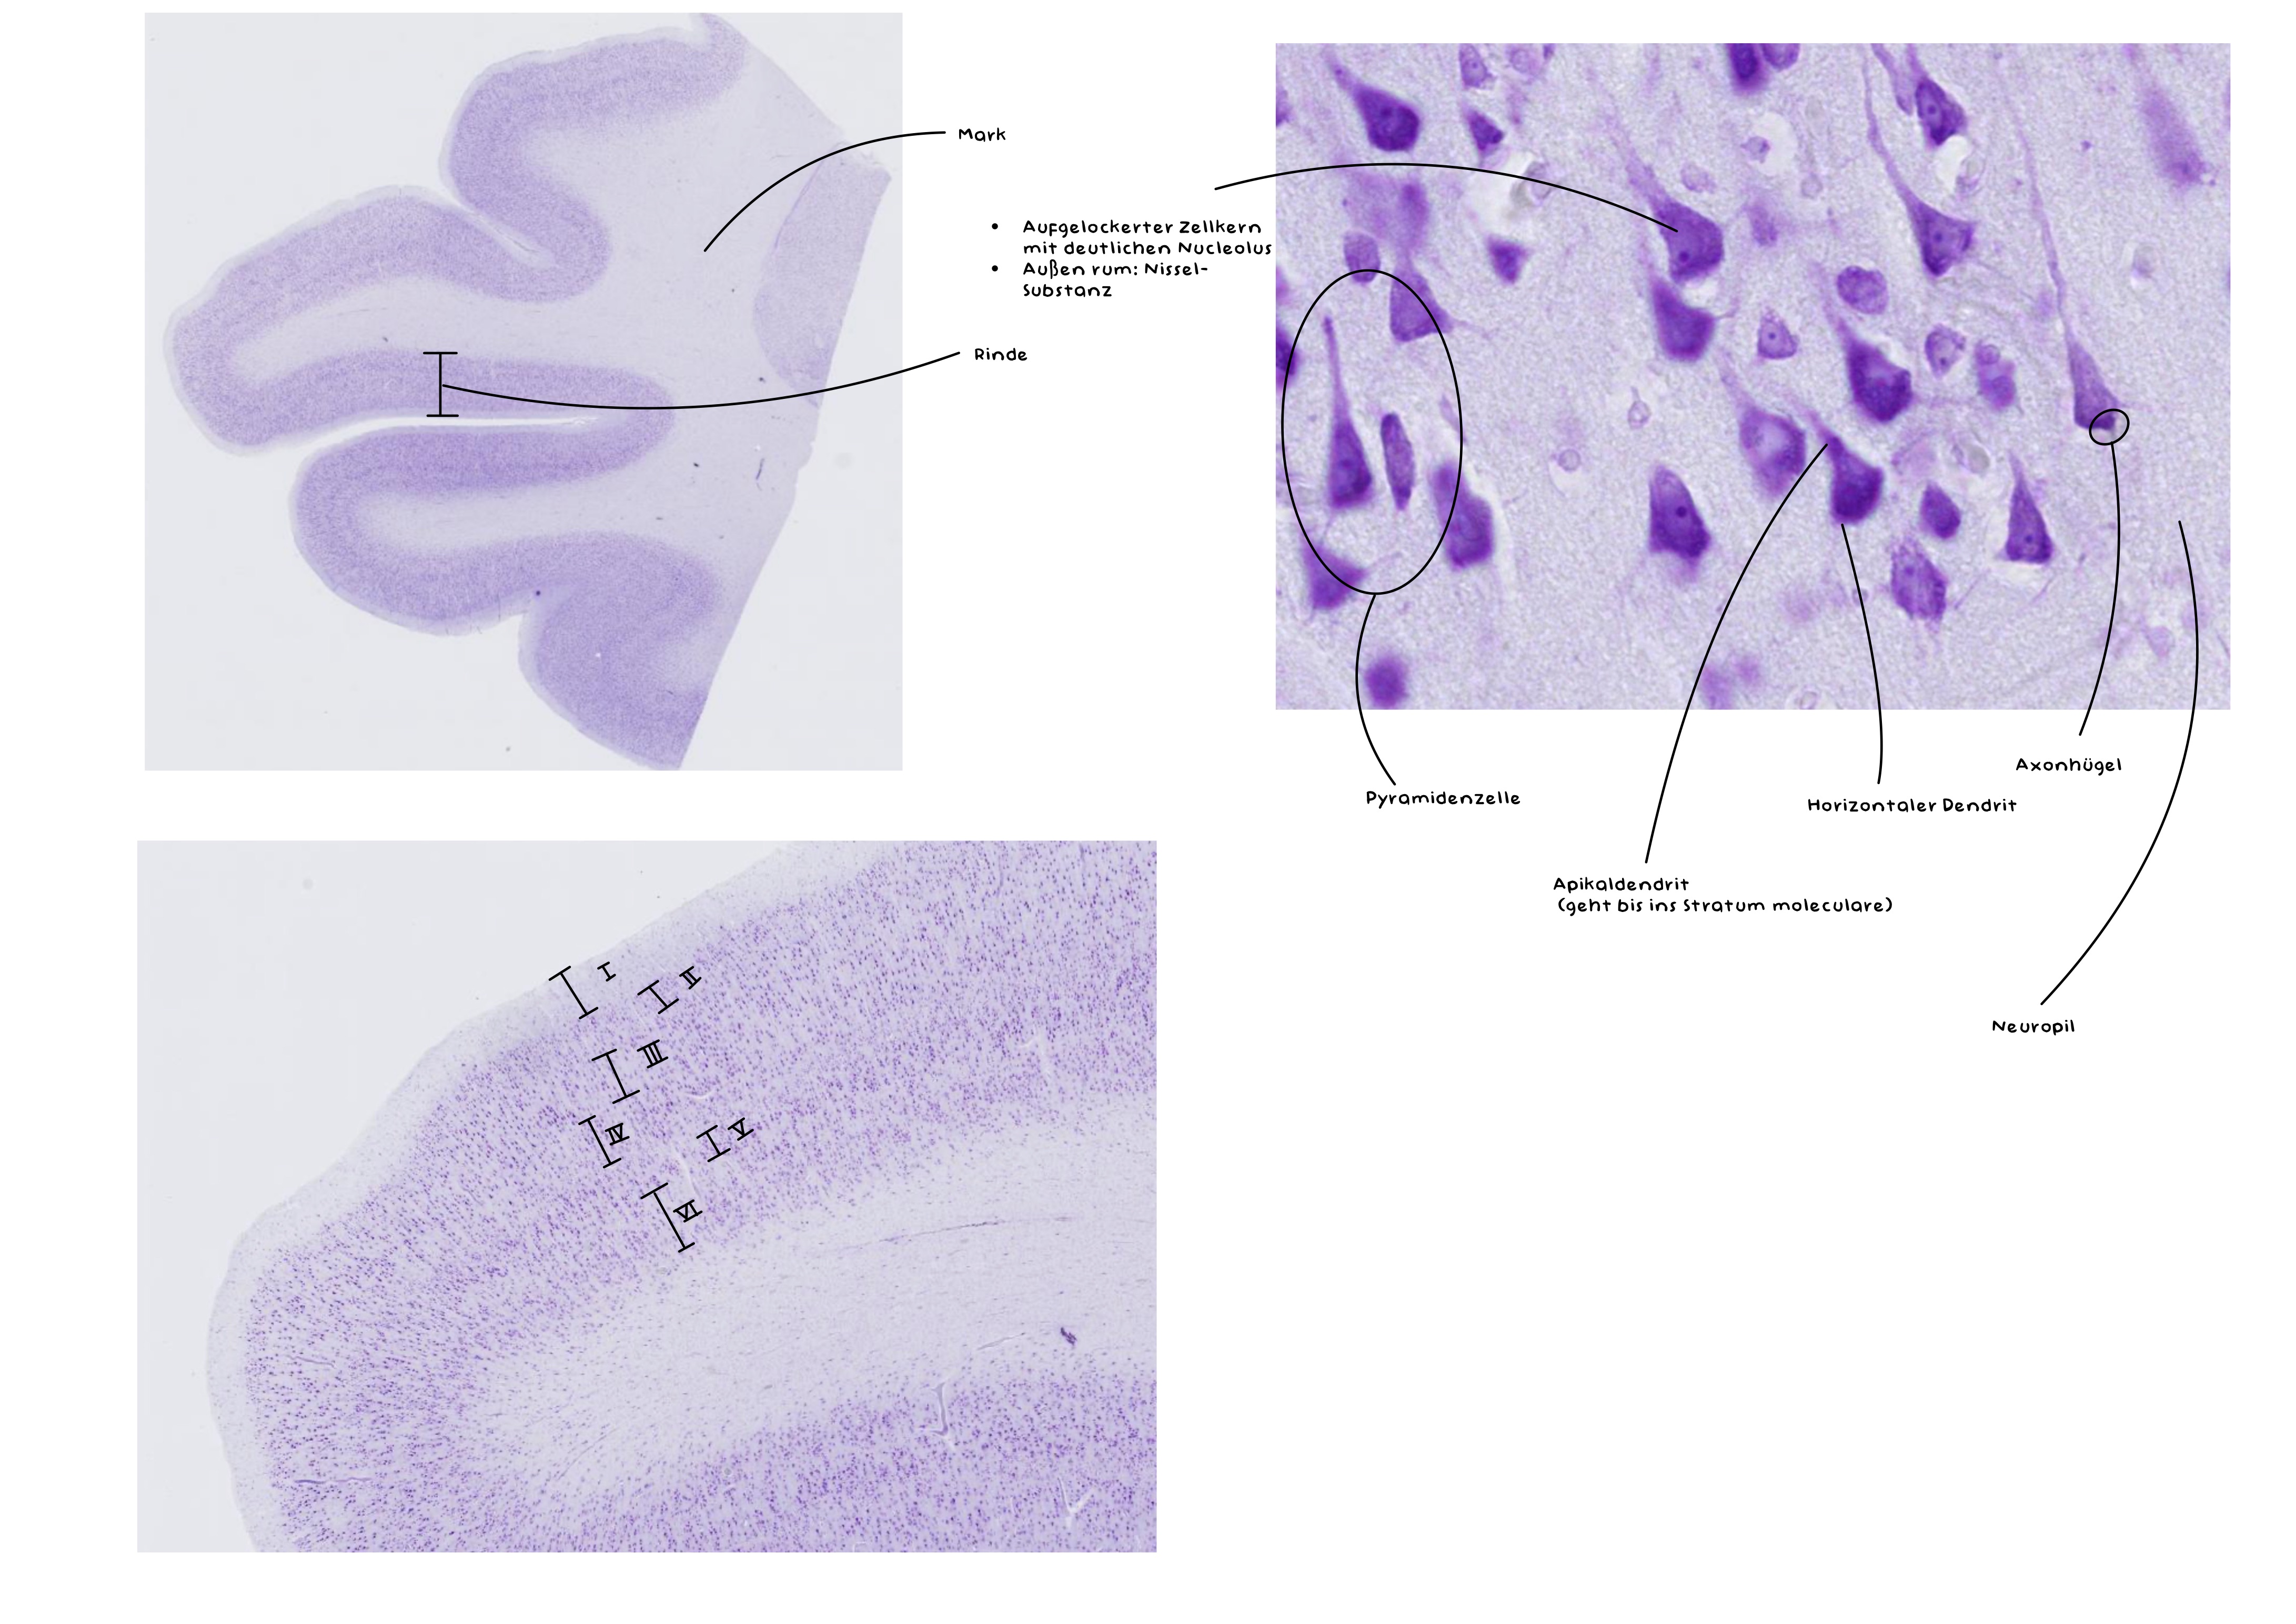 Mark
• Aufgelockerter Zellkern
mit deutlichen Nucleolus
• Außen rum: Nissel-
Substanz
Rinde
Pyramidenzelle
Apikaldendrit
(geht bis ins Stratum moleculare)
Horizontaler Dendrit
Axonhügel
Neuropil
I
II
III
IV
V
VI